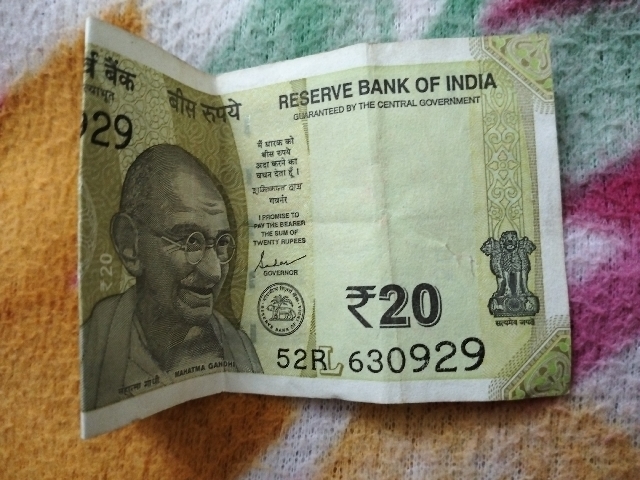 र्व बैंक
929
बीस रुपये
RESERVE BANK OF INDIA
GUARANTEED BY THE CENTRAL GOVERNMENT
मैं धारक को
बीस रुपये
अदा करने का
वचन देता हूँ।
शक्तिकान्त दास
गवर्नर
I PROMISE TO
PAY THE BEARER
THE SUM OF
TWENTY RUPEES
GOVERNOR
₹20
₹20
सत्यमेव जयते
52R 630929
L
महात्मा गांधी MAHATMA GANDHI